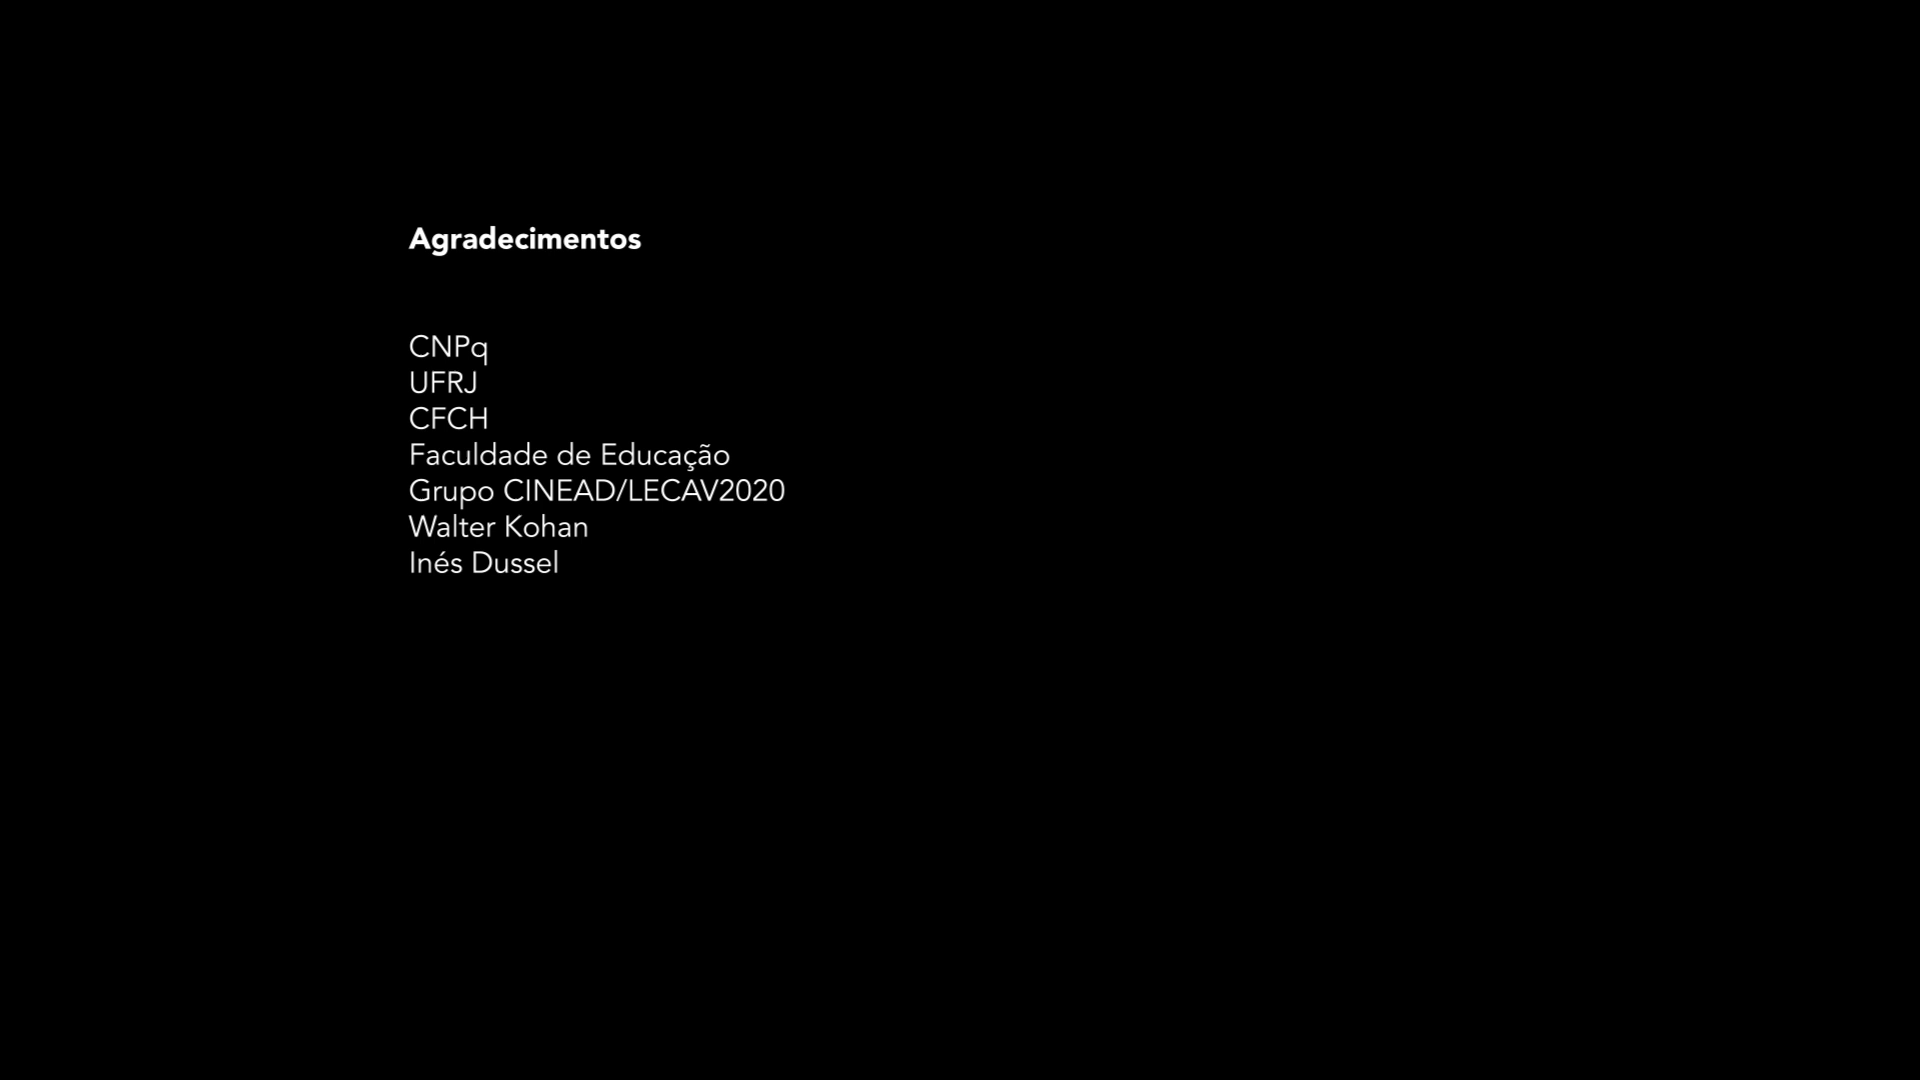 Agradecimentos
CNPq
UFRJ
CFCH
Faculdade de Educação
Grupo CINEAD/LECAV2020
Walter Kohan
Inés Dussel